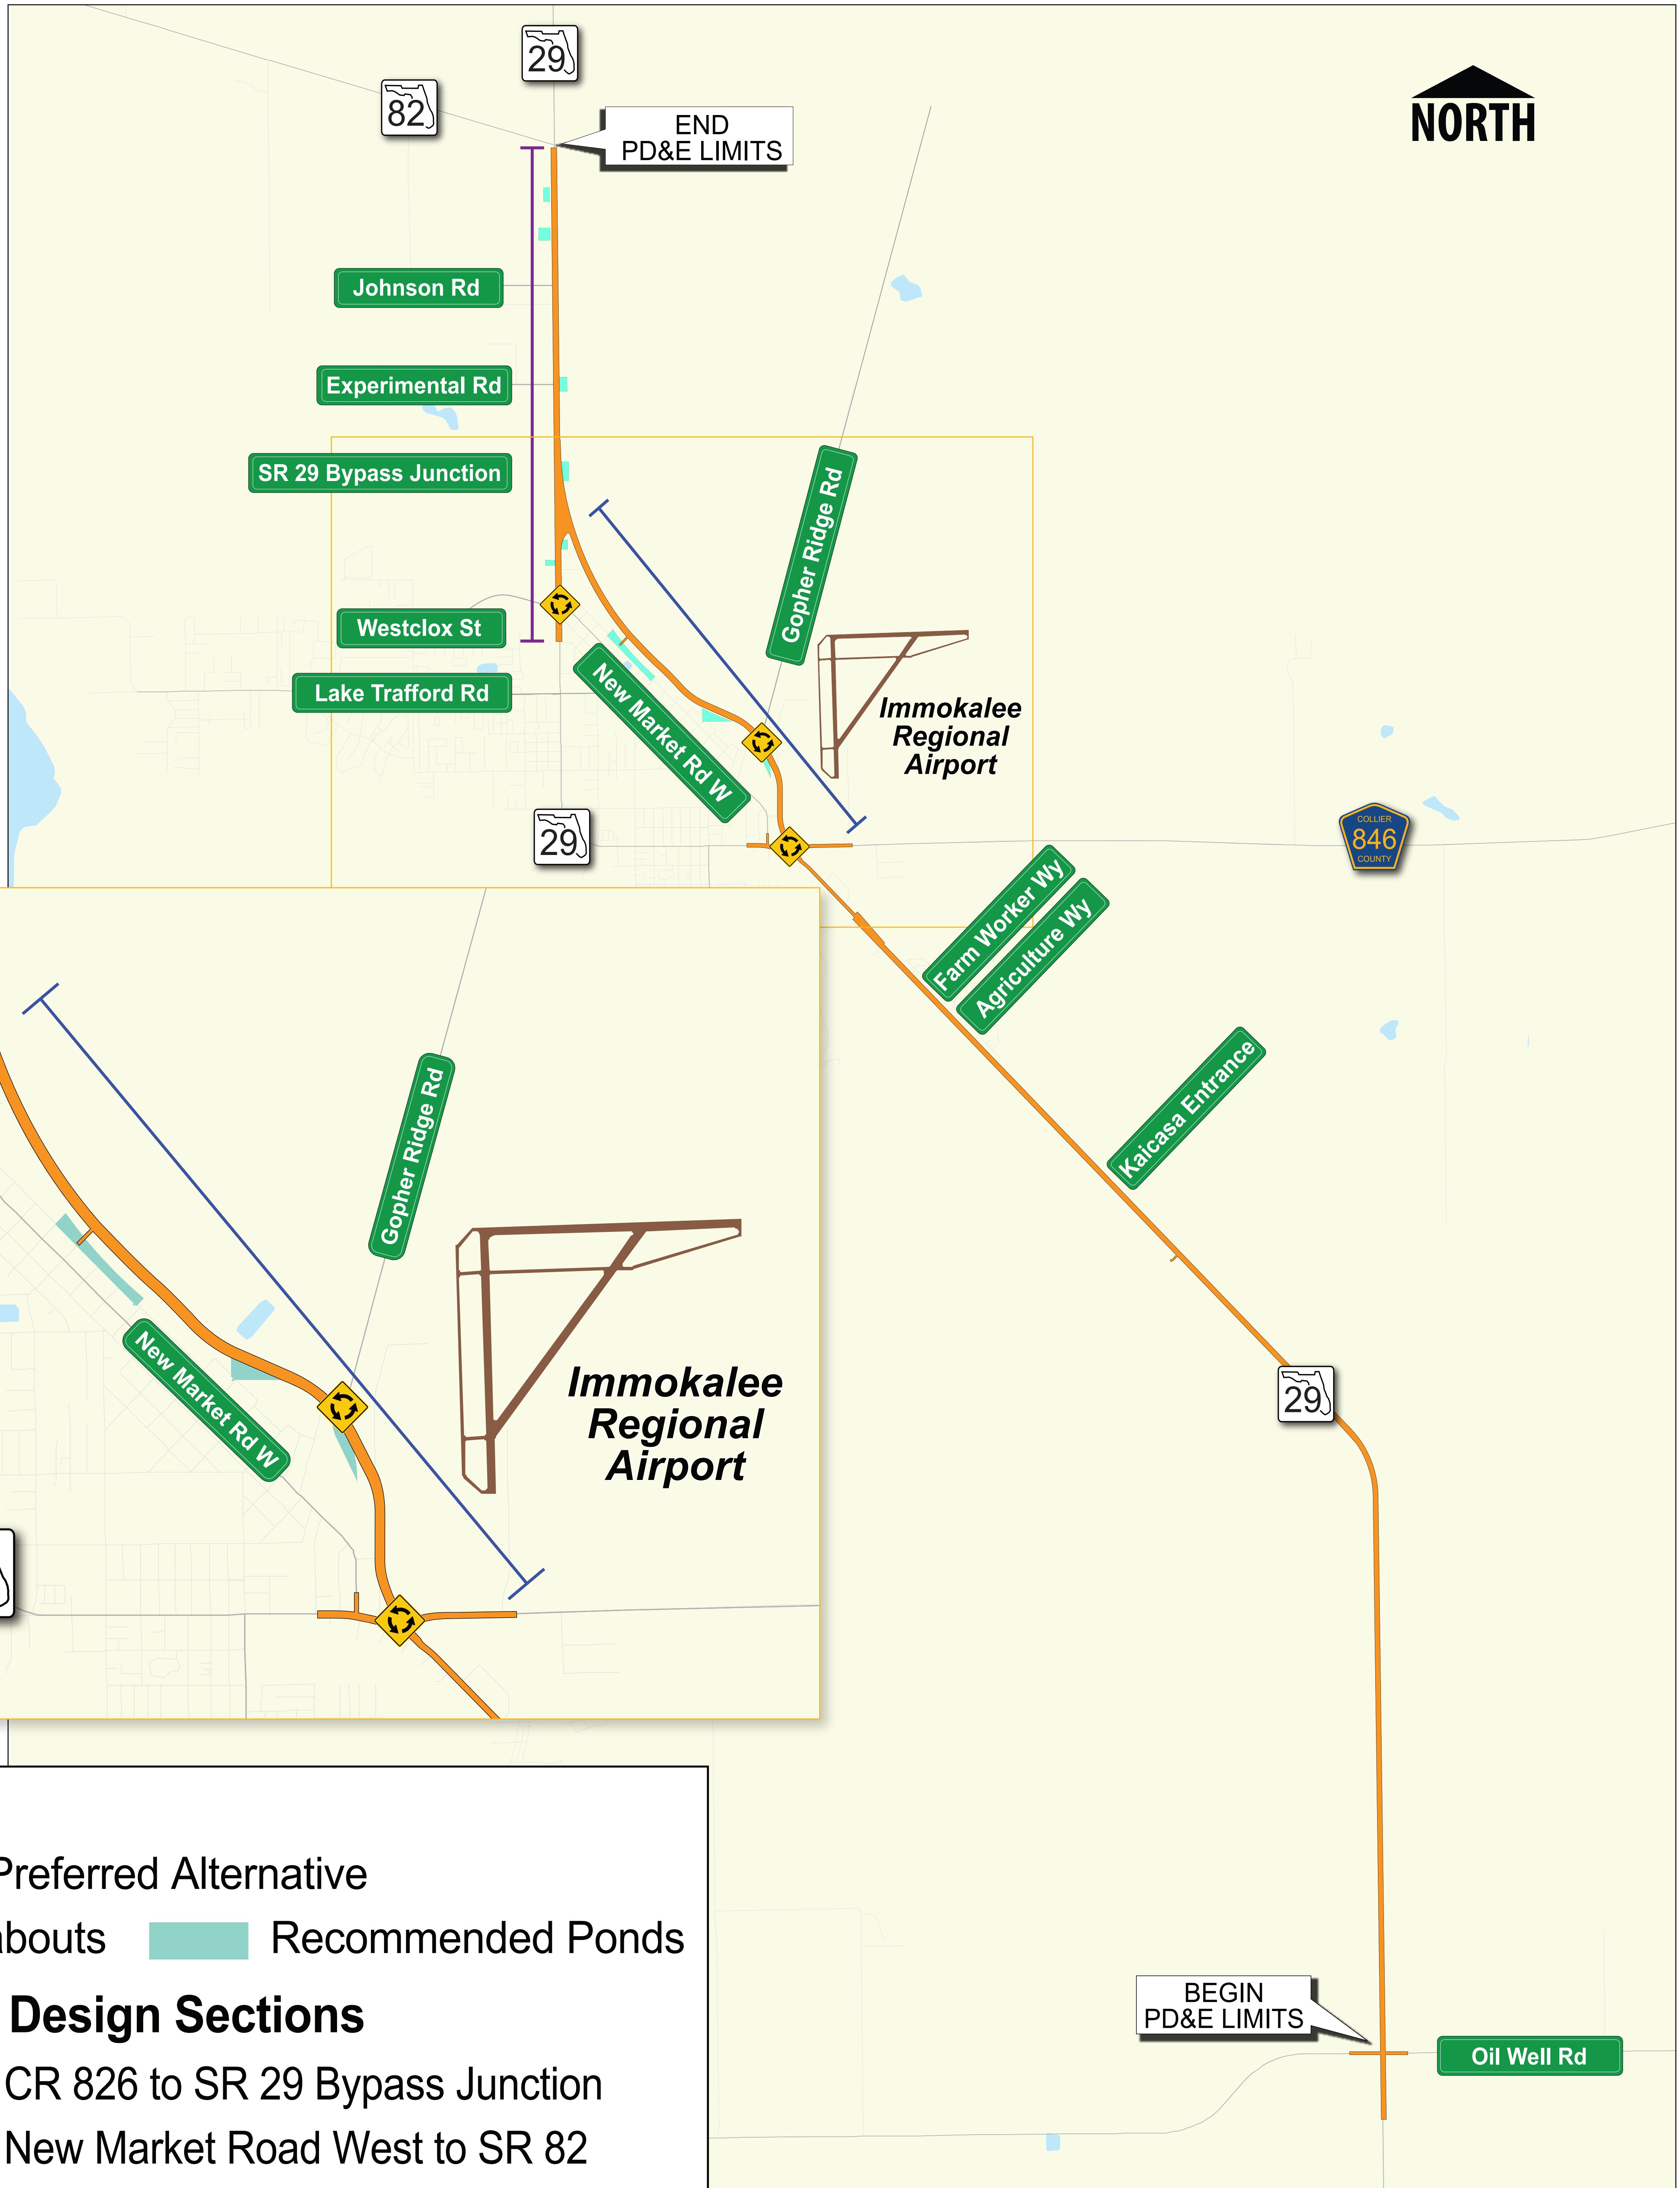 29
82
END
PD&E LIMITS
NORTH
Johnson Rd
Experimental Rd
SR 29 Bypass Junction
Gopher Ridge Rd
Westclox St
Lake Trafford Rd
New Market Rd W
Immokalee
Regional
Airport
29
COLLIER
846
COUNTY
Farm Worker Wy
Agriculture Wy
Kaicasa Entrance
Gopher Ridge Rd
New Market Rd W
Immokalee
Regional
Airport
29
Preferred Alternative
abouts
Recommended Ponds
Design Sections
CR 826 to SR 29 Bypass Junction
New Market Road West to SR 82
BEGIN
PD&E LIMITS
Oil Well Rd